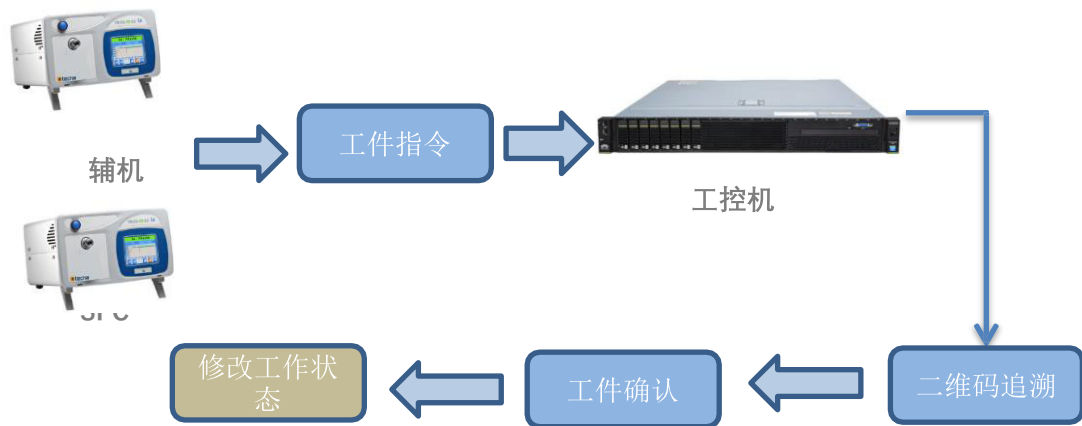 工件指令
辅机
工控机
修改工作状
态
工件确认
二维码追溯